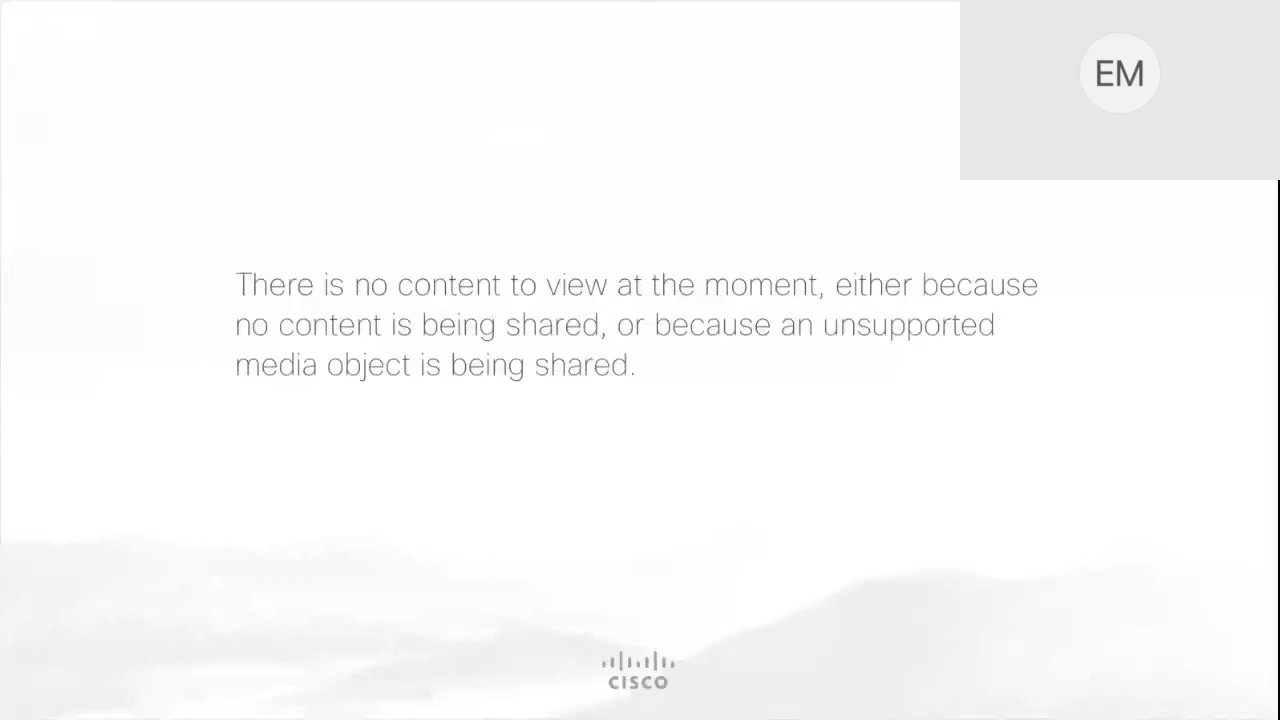 EM
There is no content to view at the moment, either because
no content is being shared, or because an unsupported
media object is being shared.
CISCO